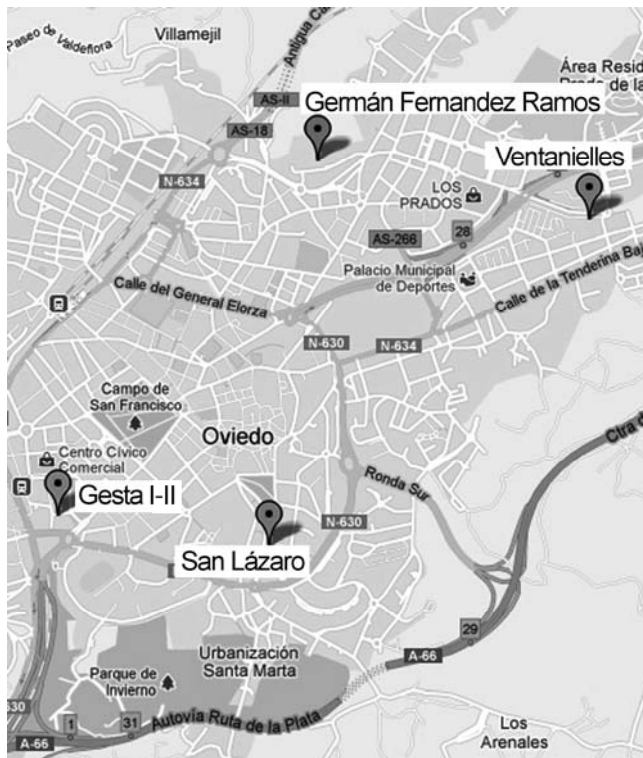 Paseo de Valdeflora
Villamejil
Antigua Ca
Área Resid
Prado de la
AS-II
AS-18
Germán Fernandez Ramos
Ventanielles
N-634
LOS
PRADOS
28
AS-266
Palacio Municipal
de Deportes
Calle de la Tenderina Baj
Calle del General Elorza
N-630
N-634
Campo de
San Francisco
Oviedo
Centro Cívico
Comercial
Ctra d
Ronda Sur
Gesta I-II
N-630
San Lázaro
29
A-66
Urbanización
Santa Marta
Parque de
Invierno
630
1
31
Autovía Ruta de la Plata
A-66
Los
Arenales